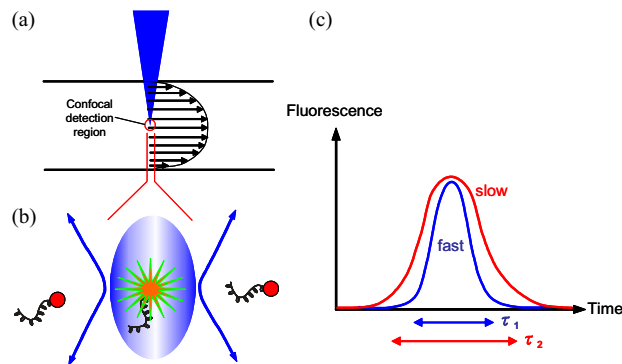 (a)
Confocal
detection
region
(b)
(c)
Fluorescence
slow
fast
Time
τ₁
τ₂